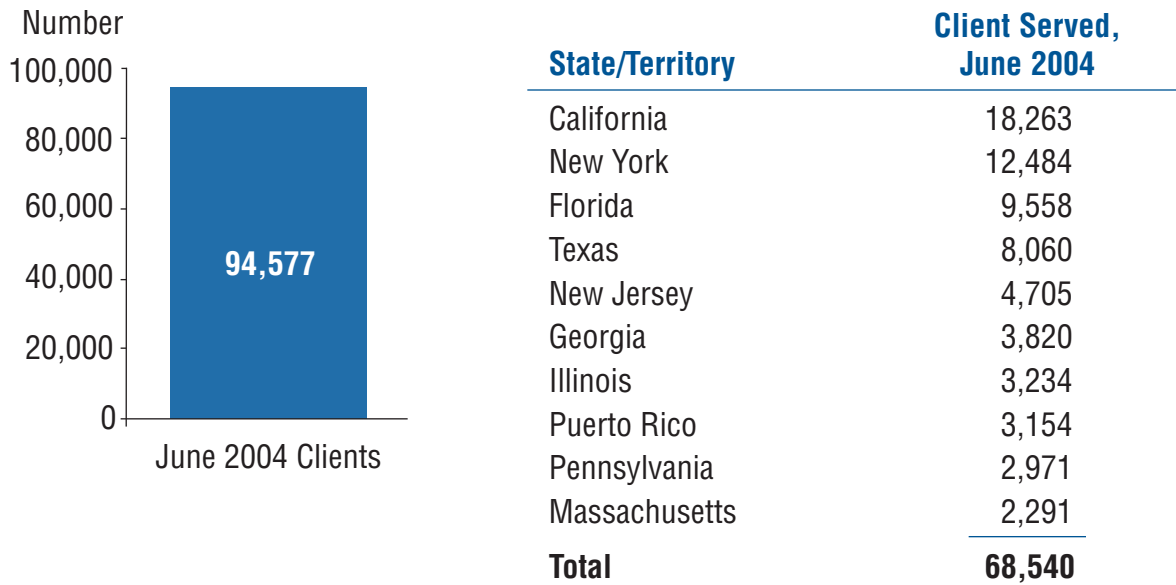 Number
100,000
80,000
60,000
40,000
20,000
0
94,577
June 2004 Clients
State/Territory Client Served, June 2004
California 18,263
New York 12,484
Florida 9,558
Texas 8,060
New Jersey 4,705
Georgia 3,820
Illinois 3,234
Puerto Rico 3,154
Pennsylvania 2,971
Massachusetts 2,291
Total 68,540